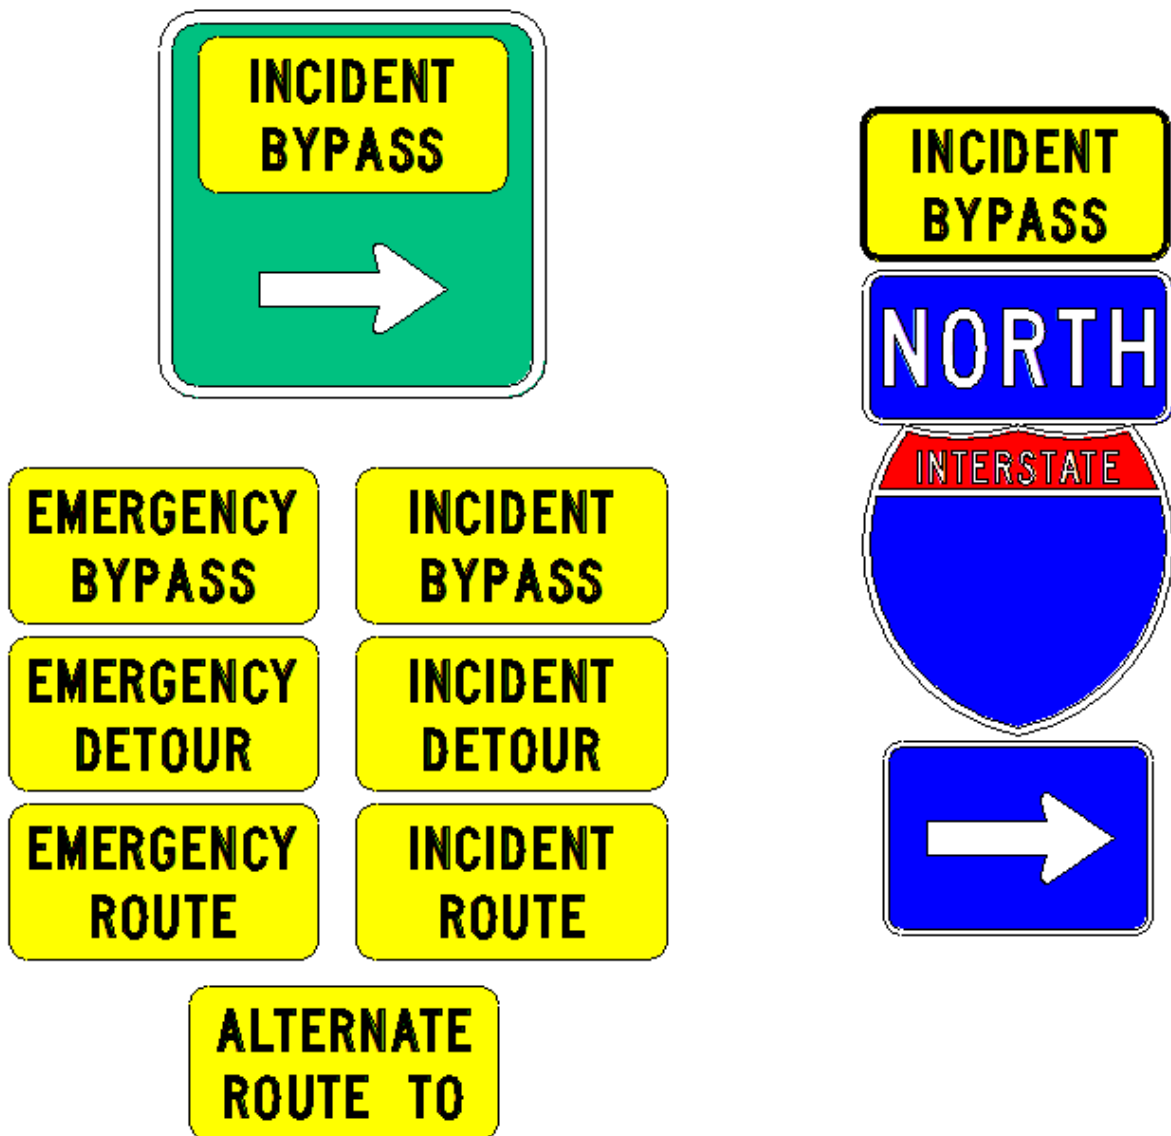 INCIDENT
BYPASS
INCIDENT
BYPASS
NORTH
INTERSTATE
EMERGENCY
BYPASS
INCIDENT
BYPASS
EMERGENCY
DETOUR
INCIDENT
DETOUR
EMERGENCY
ROUTE
INCIDENT
ROUTE
ALTERNATE
ROUTE TO